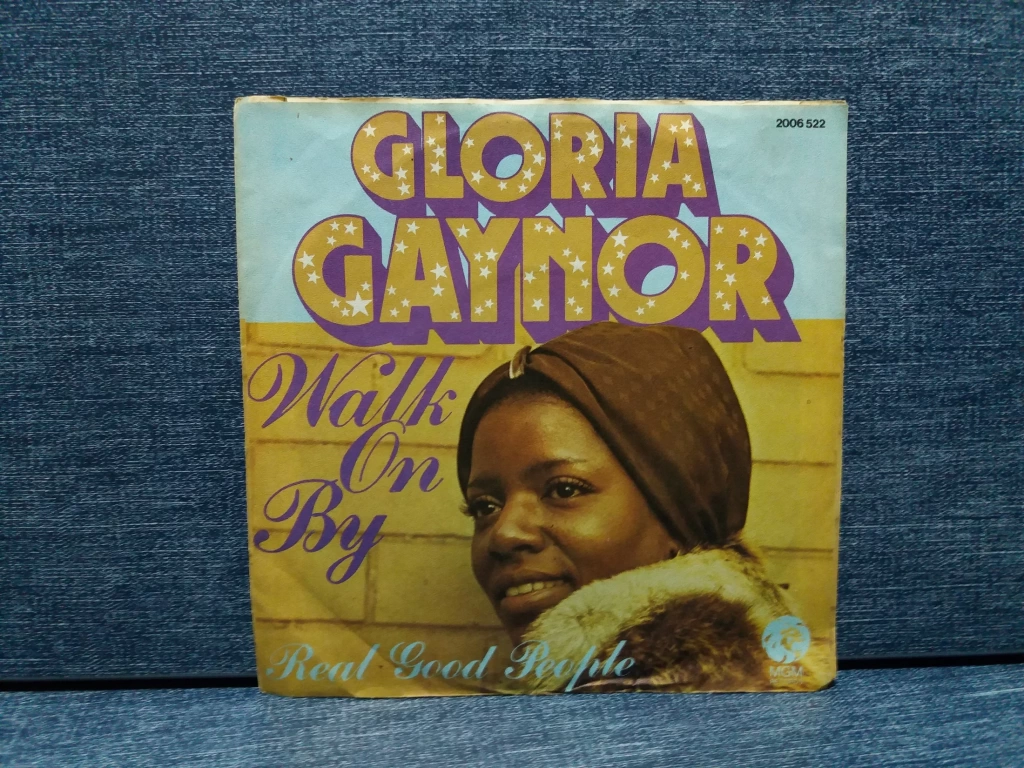 2006 522
GLORIA
GAYNOR
Walk
On
By
Real Good People
MGM